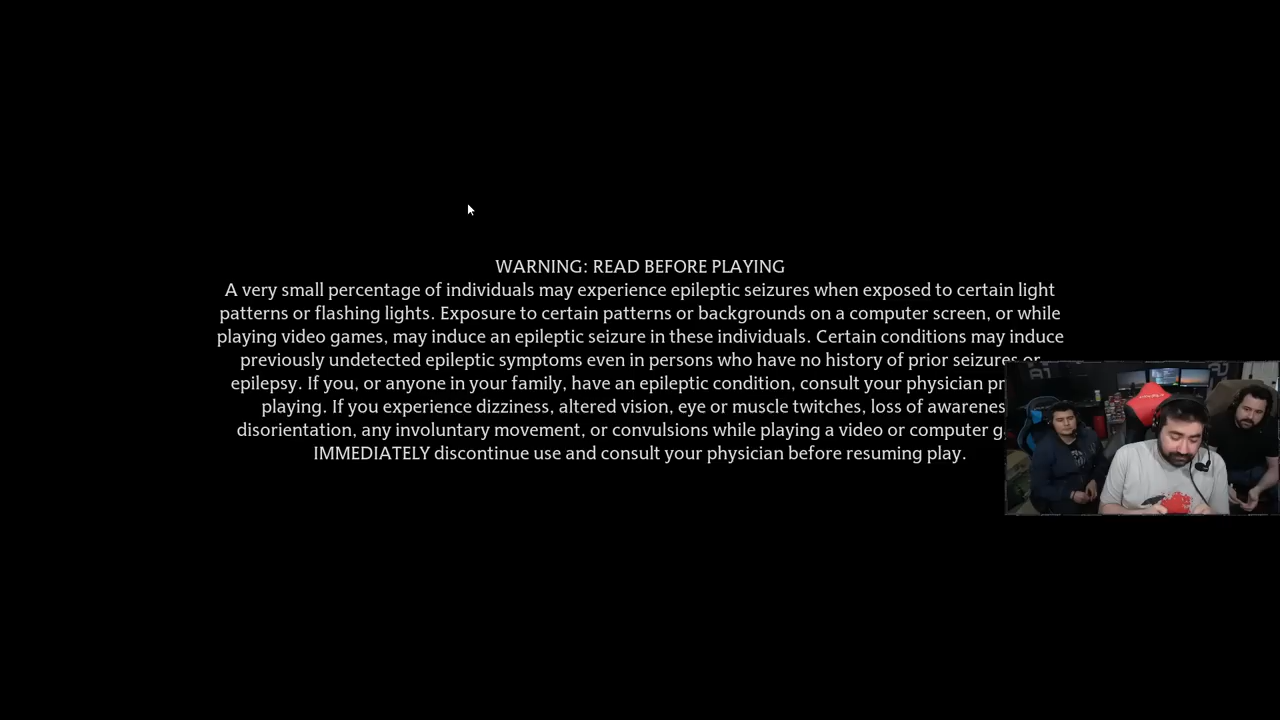 WARNING: READ BEFORE PLAYING
A very small percentage of individuals may experience epileptic seizures when exposed to certain light
patterns or flashing lights. Exposure to certain patterns or backgrounds on a computer screen, or while
playing video games, may induce an epileptic seizure in these individuals. Certain conditions may induce
previously undetected epileptic symptoms even in persons who have no history of prior seizures or
epilepsy. If you, or anyone in your family, have an epileptic condition, consult your physician
playing. If you experience dizziness, altered vision, eye or muscle twitches, loss of
disorientation, any involuntary movement, or convulsions while playing a video or computer
IMMEDIATELY discontinue use and consult your physician before resuming play.